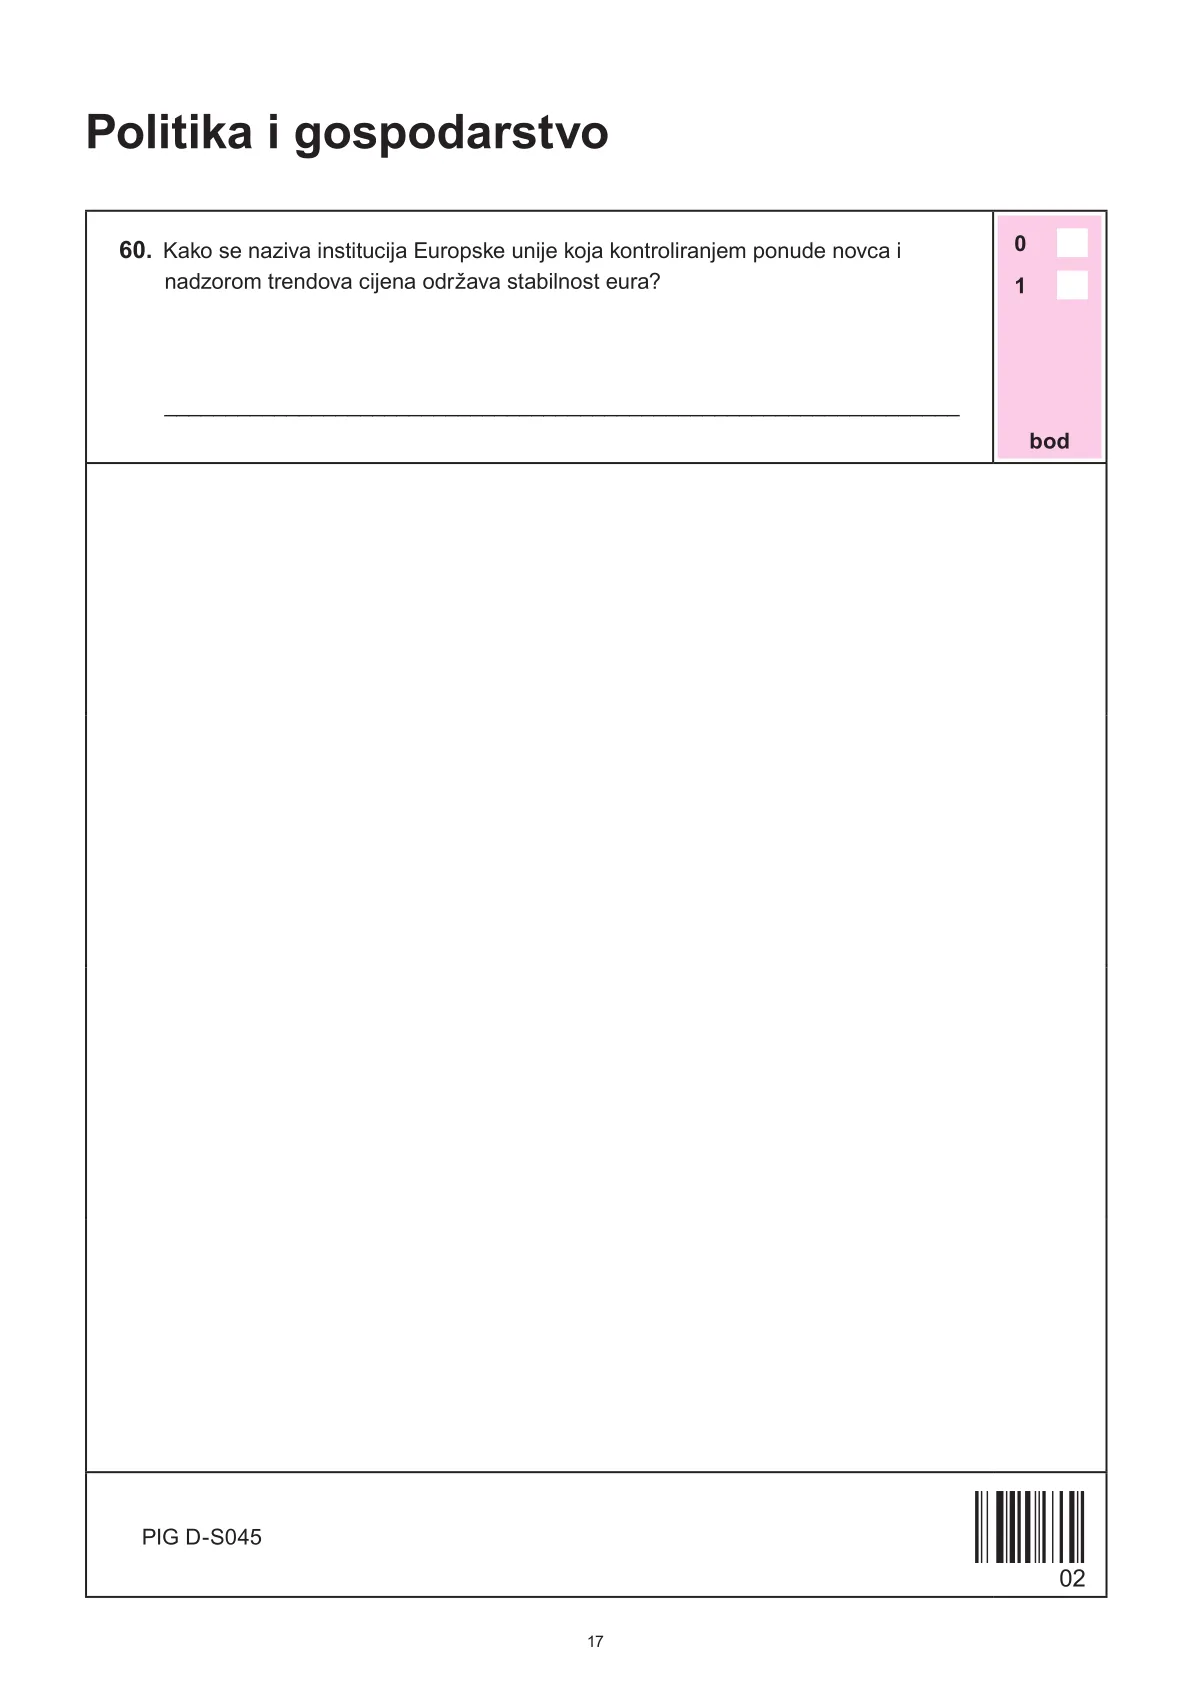 Politika i gospodarstvo
60. Kako se naziva institucija Europske unije koja kontroliranjem ponude novca i
nadzorom trendova cijena održava stabilnost eura?
0
1
bod
PIG D-S045
02
17